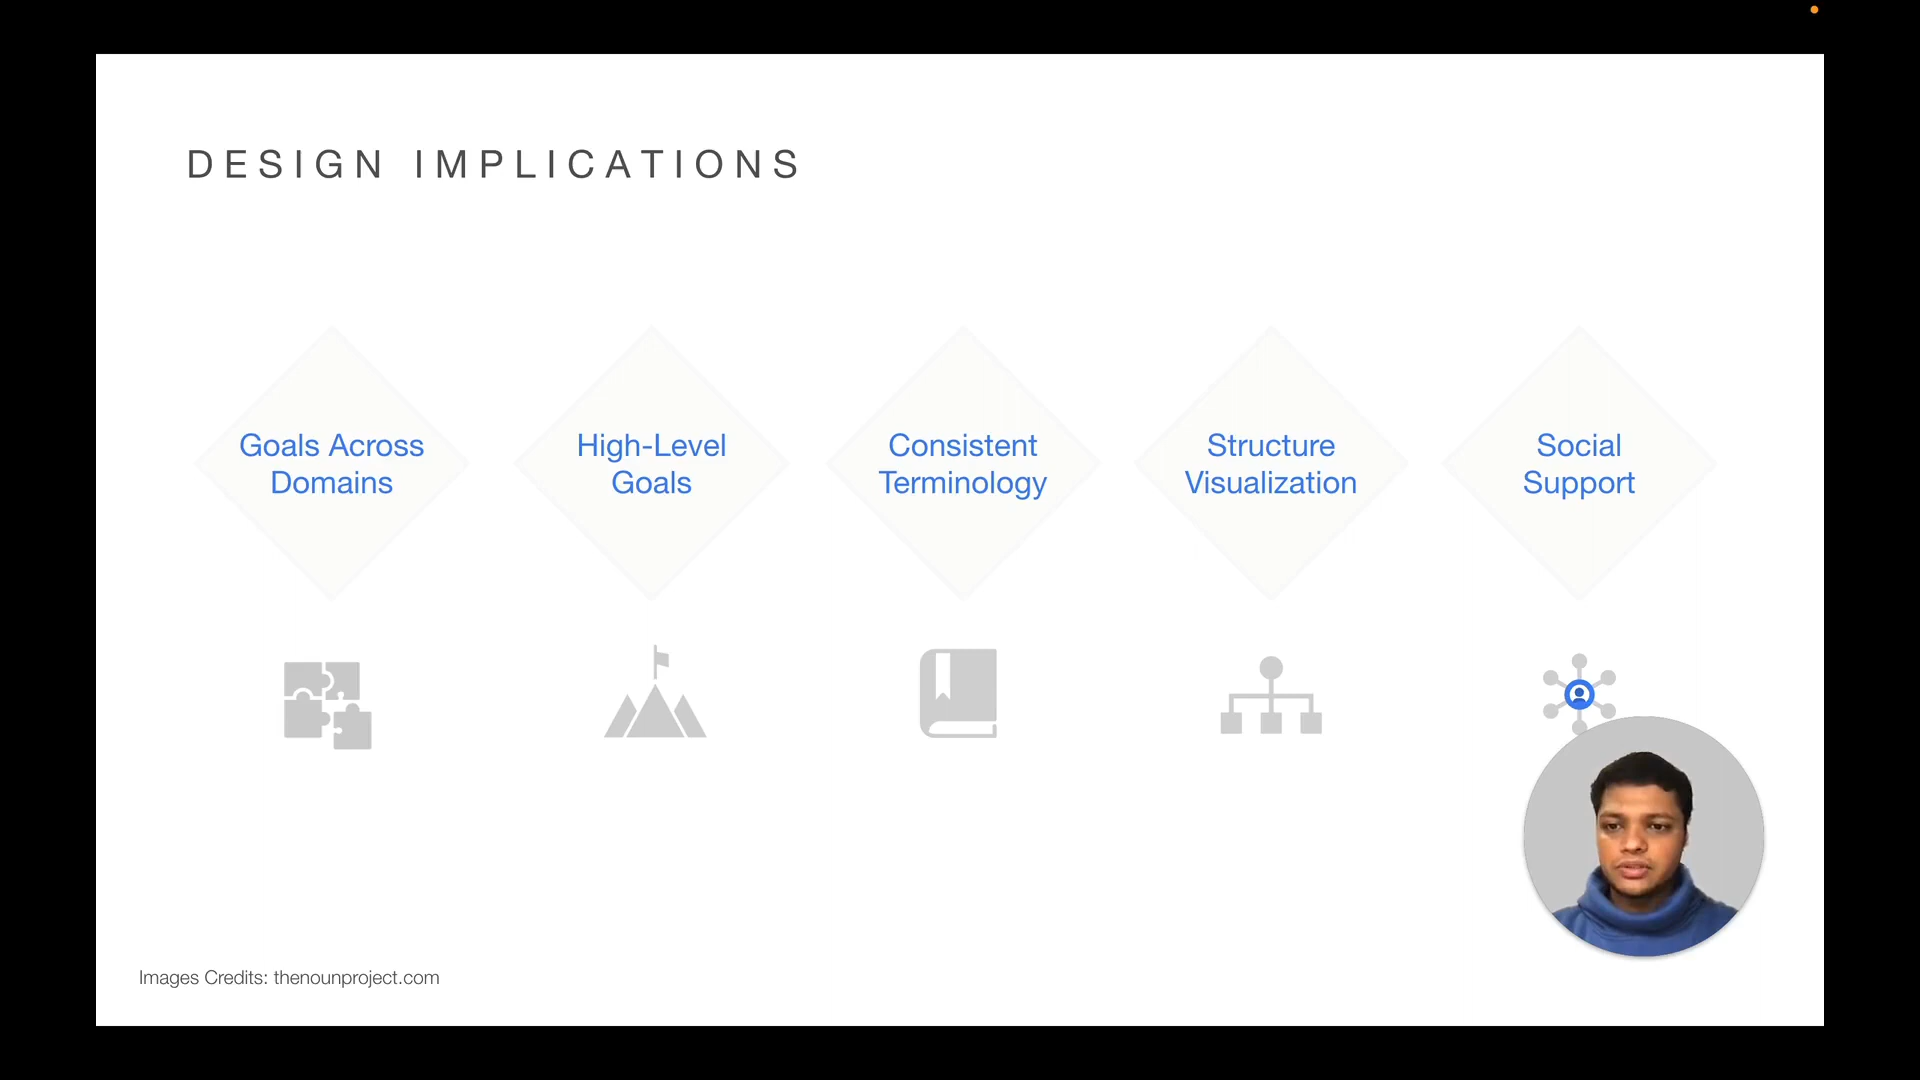 DESIGN IMPLICATIONS
Goals Across
Domains
High-Level
Goals
Consistent
Terminology
Structure
Visualization
Social
Support
Images Credits: thenounproject.com